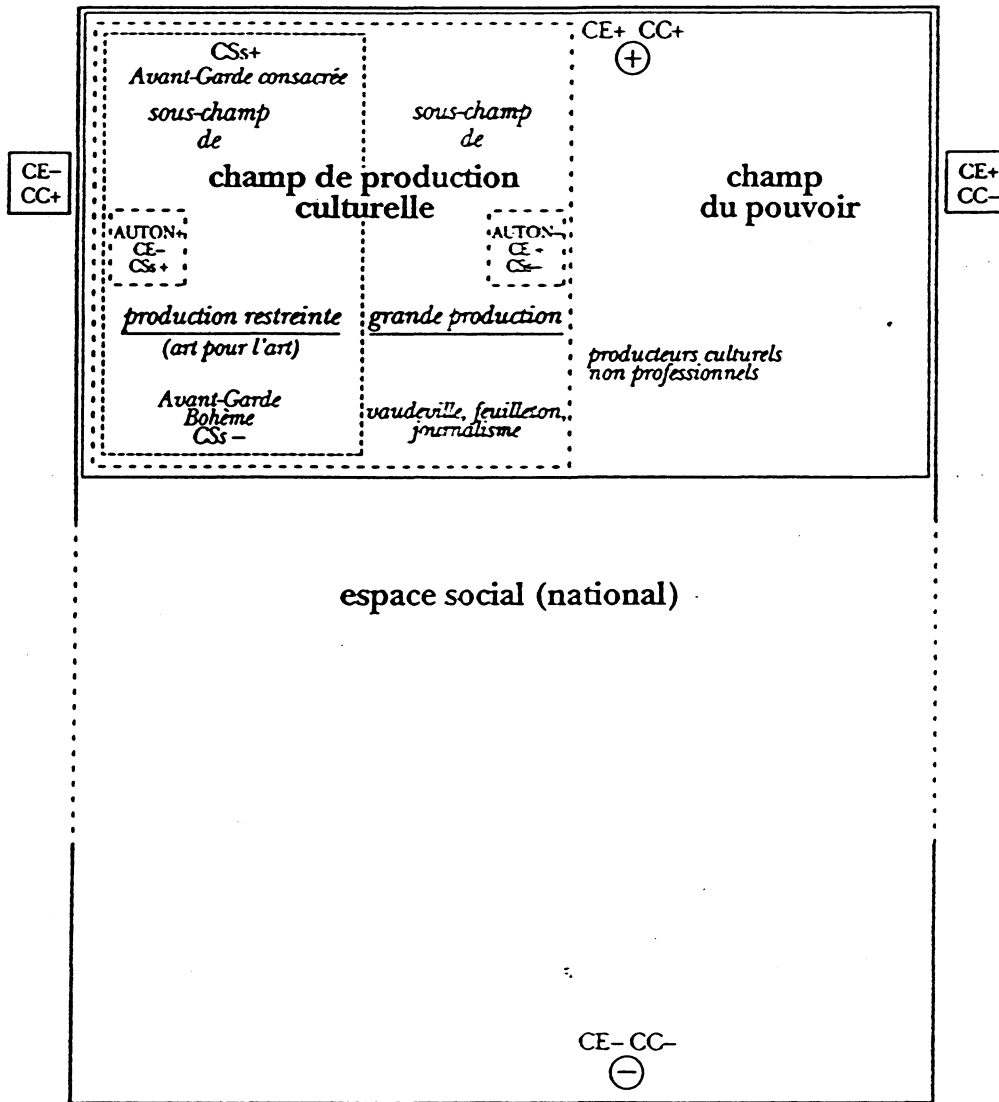 CE+ CC+
+
CSs+
Avant-Garde consacrée
sous-champ
de
sous-champ
de
CE–
CC+
champ de production
culturelle
champ
du pouvoir
CE+
CC–
AUTON+
CE–
CSs+
AUTON–
CE+
CSs–
production restreinte
(art pour l'art)
grande production
producteurs culturels
non professionnels
Avant-Garde
Bohème
CSs –
vaudeville, feuilleton,
journalisme
espace social (national)
CE– CC–
–